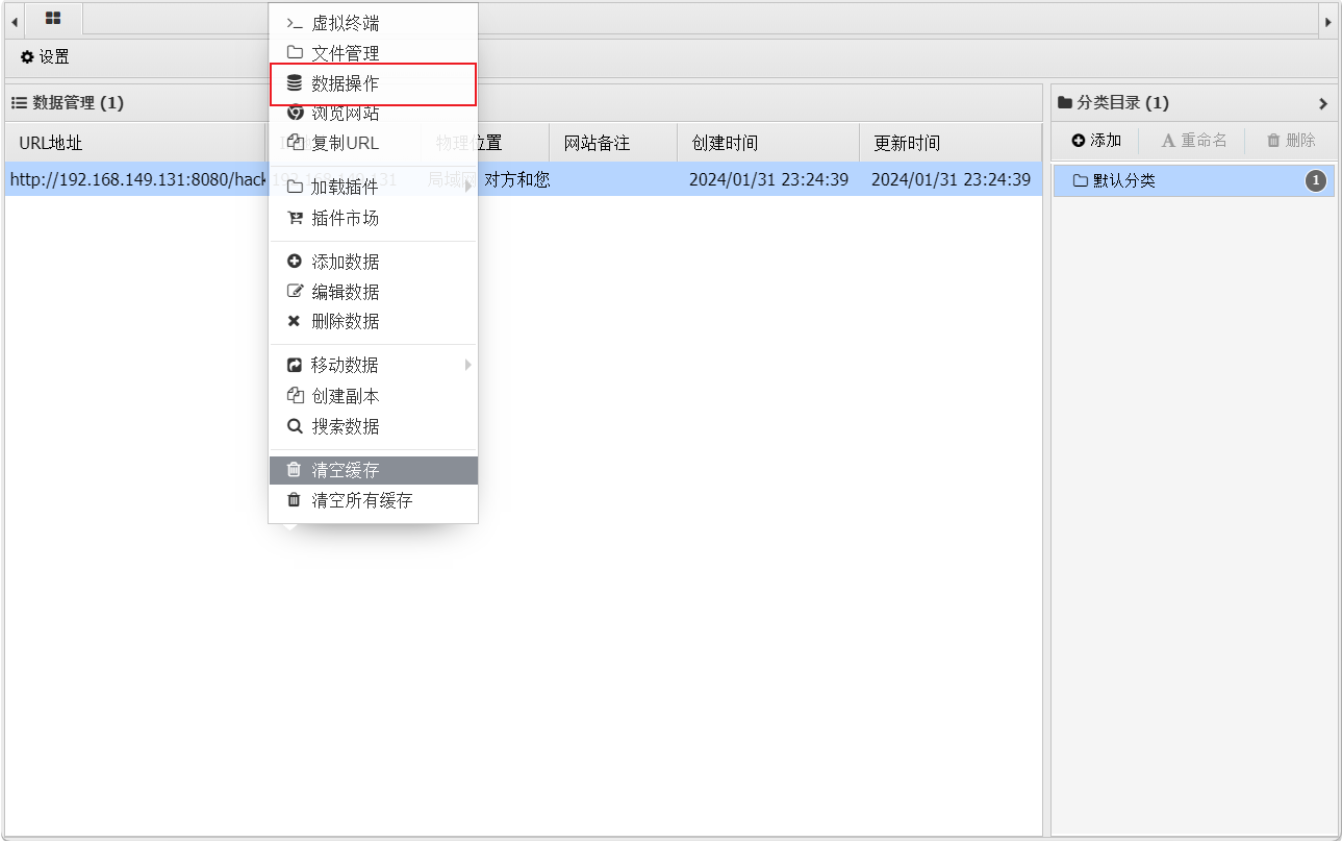 设置
数据管理 (1)
URL地址
物理位置
网站备注
创建时间
更新时间
http://192.168.149.131:8080/hack
192.168.149.131
局域网 对方和您
2024/01/31 23:24:39
2024/01/31 23:24:39
虚拟终端
文件管理
数据操作
浏览网站
复制URL
加载插件
插件市场
添加数据
编辑数据
删除数据
移动数据
创建副本
搜索数据
清空缓存
清空所有缓存
分类目录 (1)
添加
重命名
删除
默认分类
1